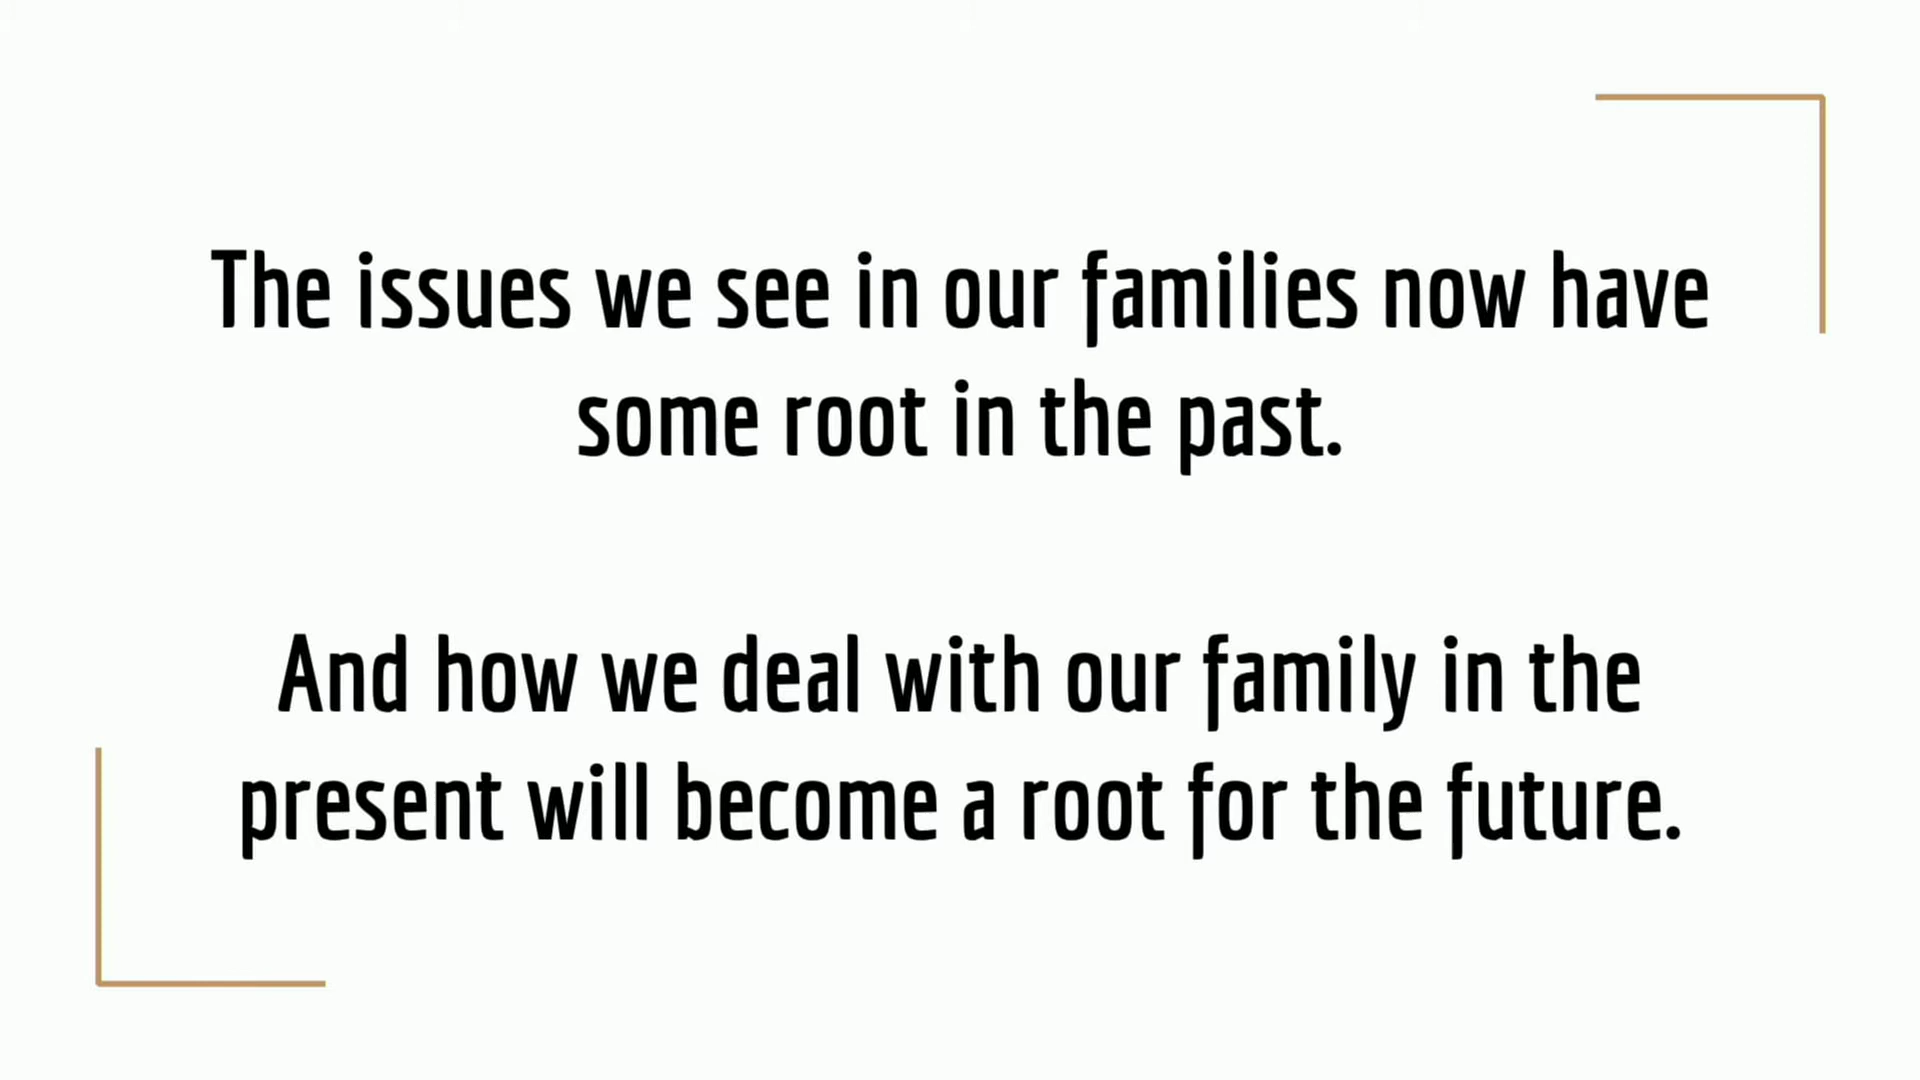 The issues we see in our families now have
some root in the past.
And how we deal with our family in the
present will become a root for the future.